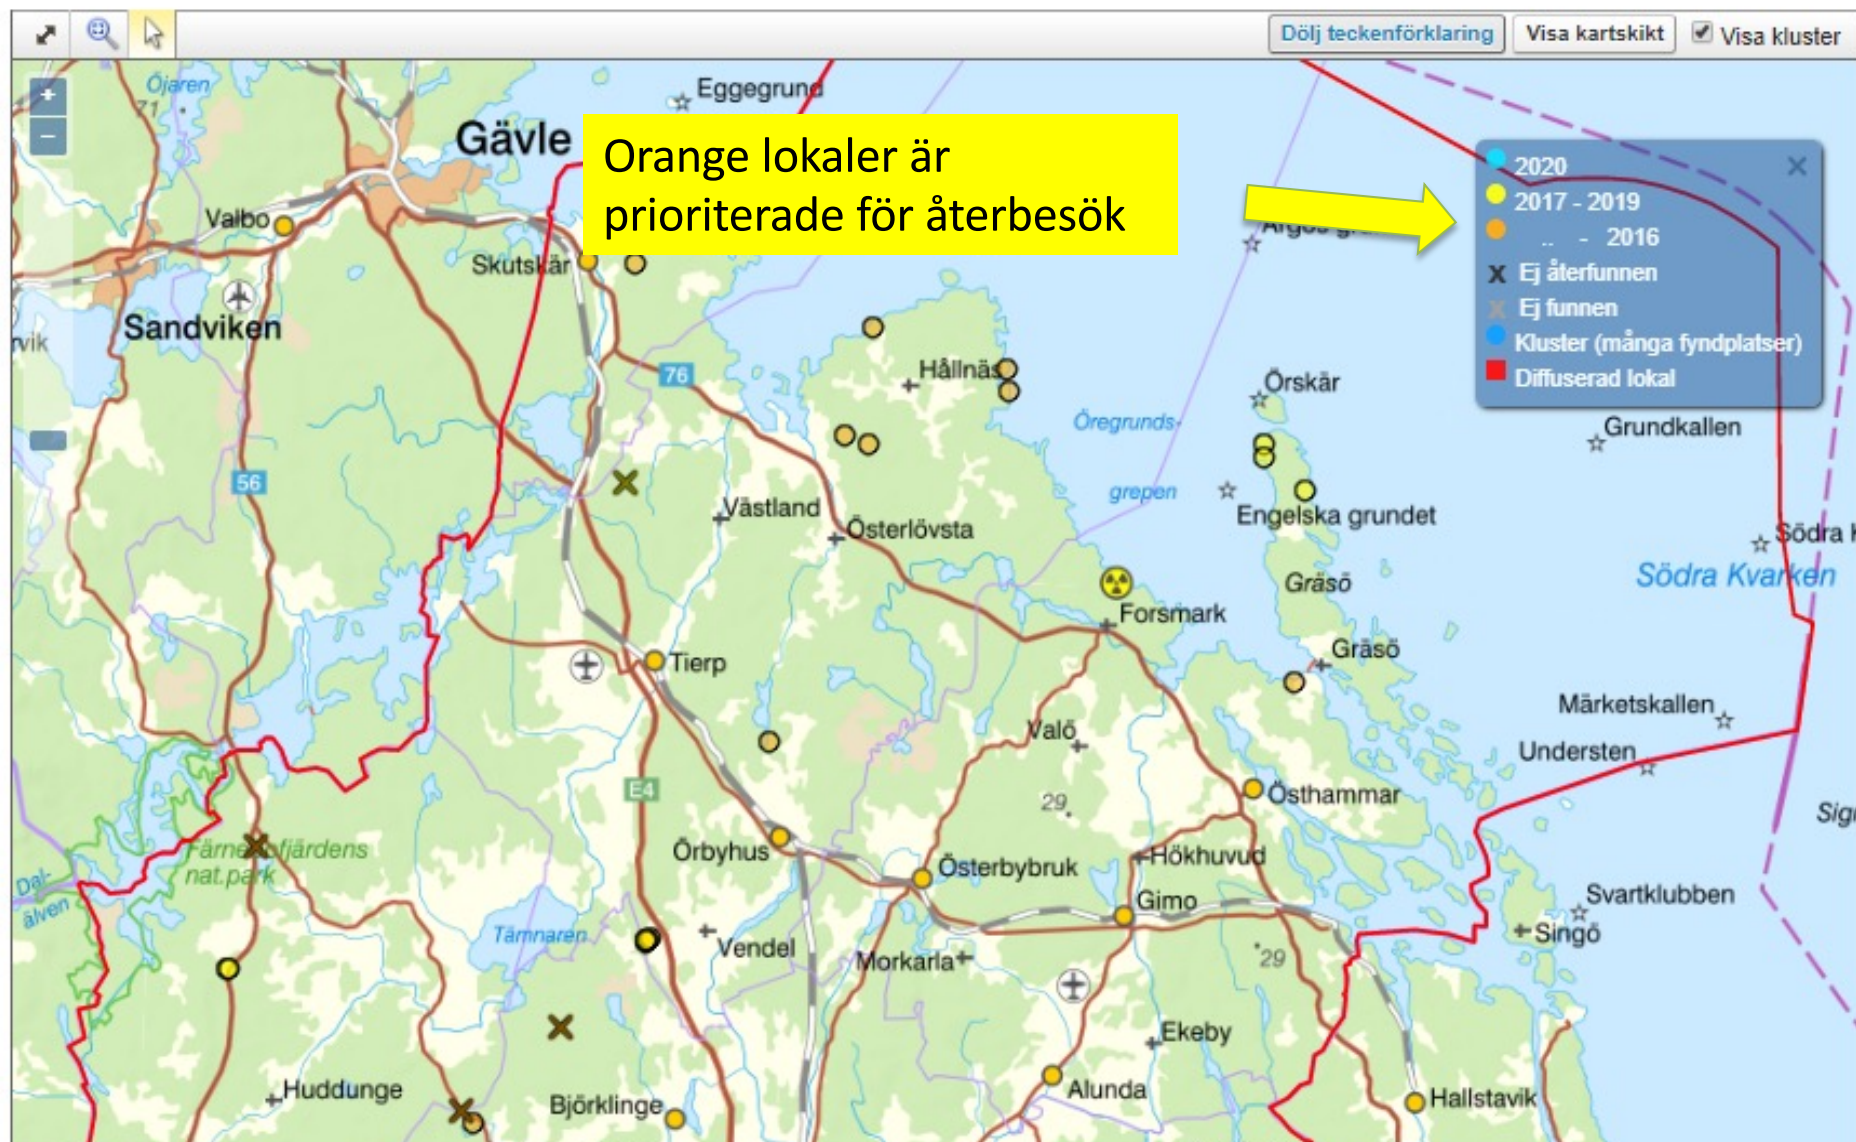 Dölj teckenförklaring
Visa kartskikt
Visa kluster
+
−
Öjaren
71
Eggegrund
Gävle
Orange lokaler är
prioriterade för återbesök
2020
2017 - 2019
.. - 2016
Ej återfunnen
Ej funnen
Kluster (många fyndplatser)
Diffuserad lokal
Valbo
Skutskär
Sandviken
76
Hållnäs
Örskär
Öregrunds-
grepen
Grundkallen
56
Västland
Österlövsta
Engelska grundet
Södra
Södra Kvarken
Gräsö
Forsmark
Gräsö
Tierp
Valö
Märketskallen
Understen
E4
29
Östhammar
Färnebofjärdens
nat.park
Örbyhus
Österbybruk
Hökhuvud
Gimo
Dal-
älven
Tämnaren
Vendel
Morkarla
29
Svartklubben
Singö
Ekeby
Huddunge
Björklinge
Alunda
Hallstavik